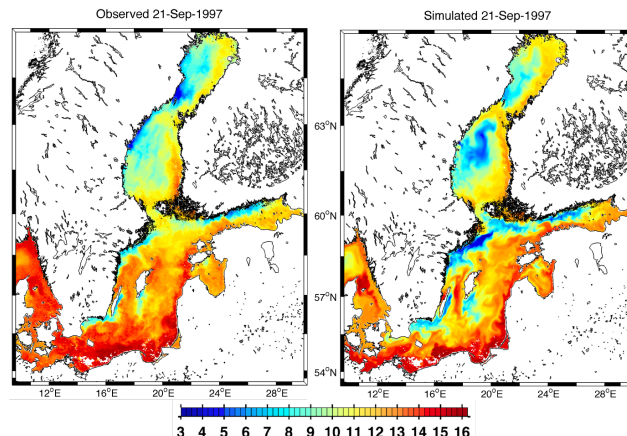 Observed 21-Sep-1997
Simulated 21-Sep-1997
63°N
60°N
57°N
54°N
12°E 16°E 20°E 24°E 28°E
12°E 16°E 20°E 24°E 28°E
3 4 5 6 7 8 9 10 11 12 13 14 15 16